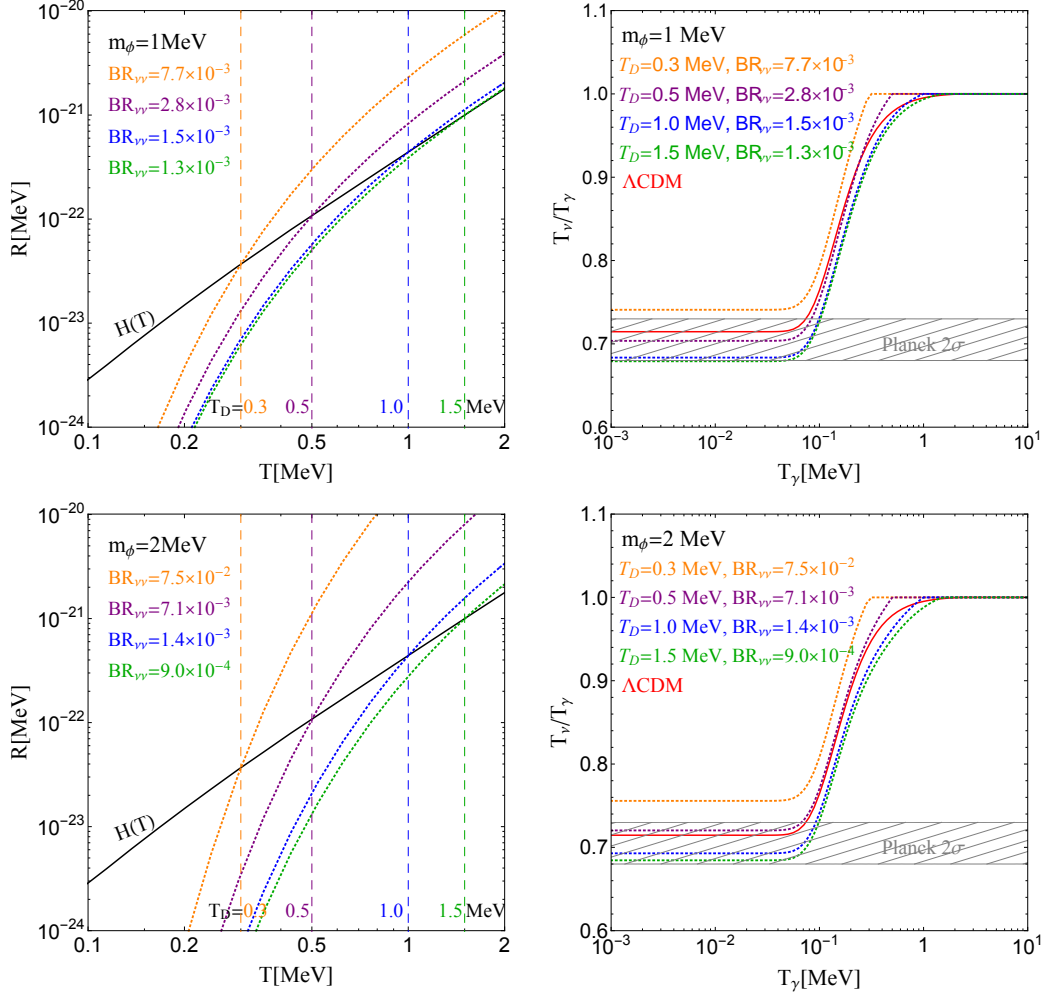 m_ϕ=1MeV
BR_νν=7.7×10⁻³
BR_νν=2.8×10⁻³
BR_νν=1.5×10⁻³
BR_νν=1.3×10⁻³
H(T)
T_D=0.3 0.5 1.0 1.5 MeV
10⁻²⁰
10⁻²¹
10⁻²²
10⁻²³
10⁻²⁴
R[MeV]
0.1 0.2 0.5 1 2
T[MeV]
m_ϕ=1 MeV
T_D=0.3 MeV, BR_νν=7.7×10⁻³
T_D=0.5 MeV, BR_νν=2.8×10⁻³
T_D=1.0 MeV, BR_νν=1.5×10⁻³
T_D=1.5 MeV, BR_νν=1.3×10⁻³
ΛCDM
Planck 2σ
1.1
1.0
0.9
0.8
0.7
0.6
T_ν/T_γ
10⁻³ 10⁻² 10⁻¹ 1 10¹
T_γ[MeV]
m_ϕ=2MeV
BR_νν=7.5×10⁻²
BR_νν=7.1×10⁻³
BR_νν=1.4×10⁻³
BR_νν=9.0×10⁻⁴
H(T)
T_D=0.3 0.5 1.0 1.5 MeV
10⁻²⁰
10⁻²¹
10⁻²²
10⁻²³
10⁻²⁴
R[MeV]
0.1 0.2 0.5 1 2
T[MeV]
m_ϕ=2 MeV
T_D=0.3 MeV, BR_νν=7.5×10⁻²
T_D=0.5 MeV, BR_νν=7.1×10⁻³
T_D=1.0 MeV, BR_νν=1.4×10⁻³
T_D=1.5 MeV, BR_νν=9.0×10⁻⁴
ΛCDM
Planck 2σ
1.1
1.0
0.9
0.8
0.7
0.6
T_ν/T_γ
10⁻³ 10⁻² 10⁻¹ 1 10¹
T_γ[MeV]